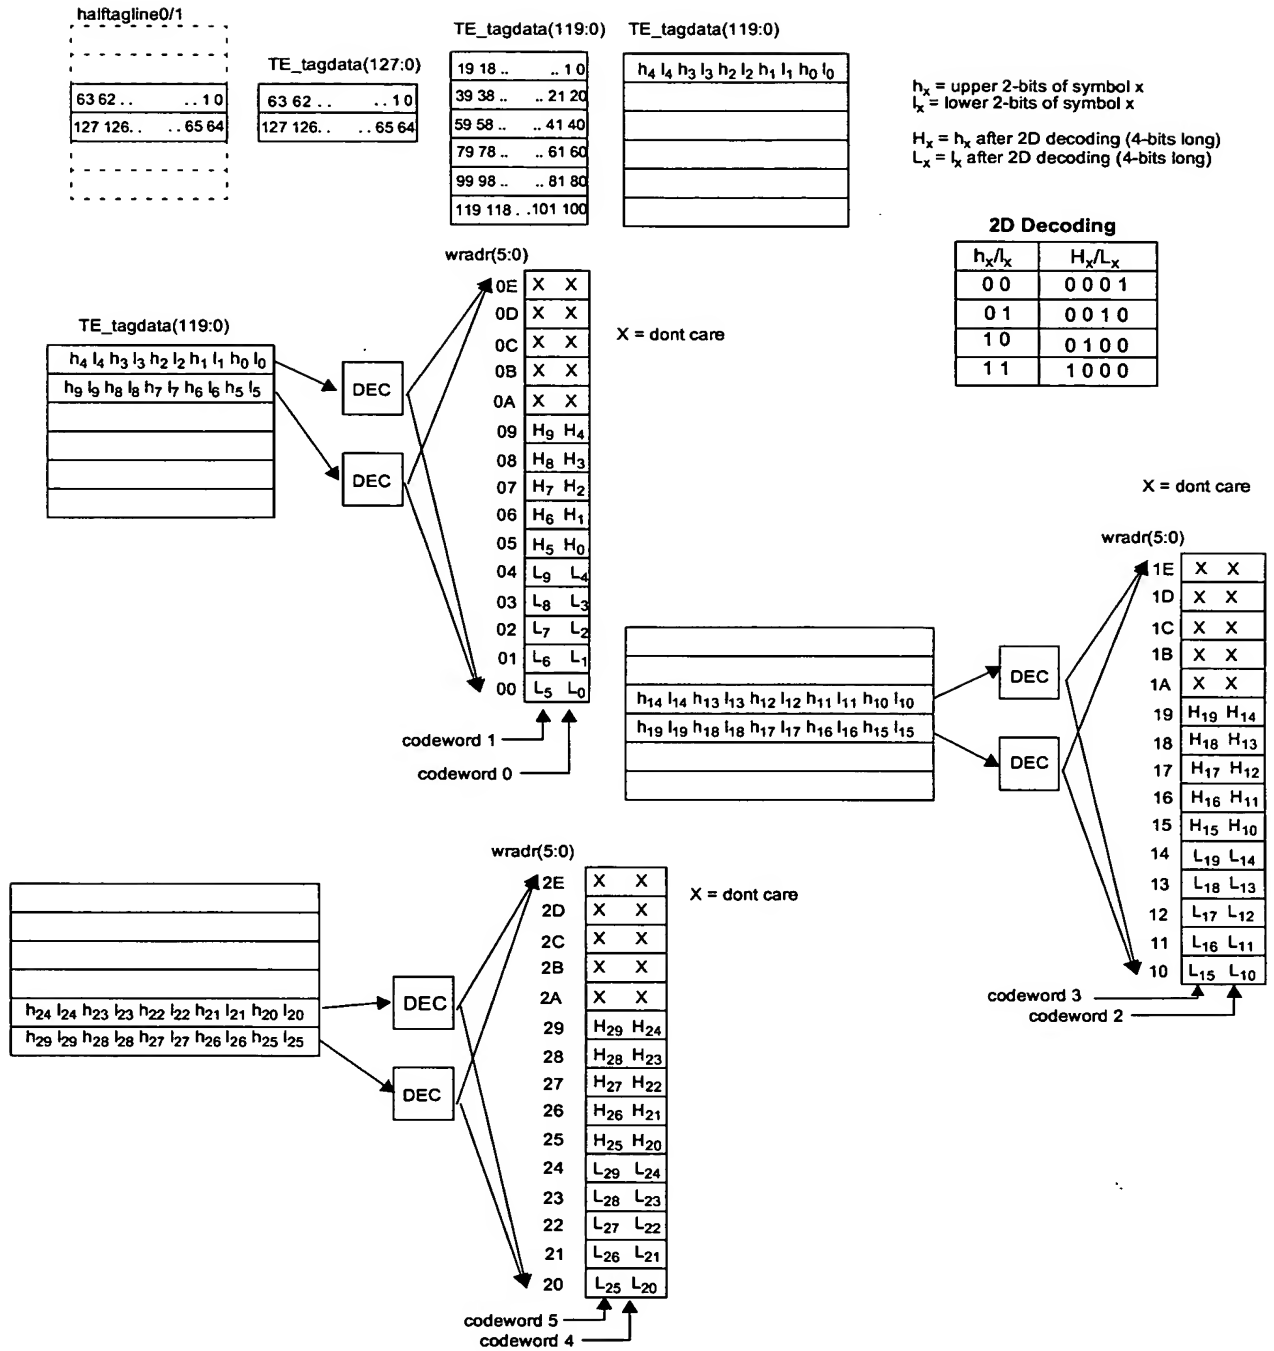 halftagline0/1
63 62 . . . . 1 0
127 126. . . . 65 64
TE_tagdata(127:0)
63 62 . . . . 1 0
127 126. . . . 65 64
TE_tagdata(119:0)
19 18 .. .. 1 0
39 38 .. .. 21 20
59 58 .. .. 41 40
79 78 .. .. 61 60
99 98 .. .. 81 80
119 118 . . 101 100
TE_tagdata(119:0)
h4 l4 h3 l3 h2 l2 h1 l1 h0 l0
hx = upper 2-bits of symbol x
lx = lower 2-bits of symbol x
Hx = hx after 2D decoding (4-bits long)
Lx = lx after 2D decoding (4-bits long)
2D Decoding
hx/lx Hx/Lx
0 0 0 0 0 1
0 1 0 0 1 0
1 0 0 1 0 0
1 1 1 0 0 0
TE_tagdata(119:0)
h4 l4 h3 l3 h2 l2 h1 l1 h0 l0
h9 l9 h8 l8 h7 l7 h6 l6 h5 l5
DEC
DEC
wradr(5:0)
0E X X
0D X X
0C X X
0B X X
0A X X
09 H9 H4
08 H8 H3
07 H7 H2
06 H6 H1
05 H5 H0
04 L9 L4
03 L8 L3
02 L7 L2
01 L6 L1
00 L5 L0
X = dont care
codeword 1
codeword 0
h14 l14 h13 l13 h12 l12 h11 l11 h10 l10
h19 l19 h18 l18 h17 l17 h16 l16 h15 l15
DEC
DEC
X = dont care
wradr(5:0)
1E X X
1D X X
1C X X
1B X X
1A X X
19 H19 H14
18 H18 H13
17 H17 H12
16 H16 H11
15 H15 H10
14 L19 L14
13 L18 L13
12 L17 L12
11 L16 L11
10 L15 L10
codeword 3
codeword 2
h24 l24 h23 l23 h22 l22 h21 l21 h20 l20
h29 l29 h28 l28 h27 l27 h26 l26 h25 l25
DEC
DEC
wradr(5:0)
2E X X
2D X X
2C X X
2B X X
2A X X
29 H29 H24
28 H28 H23
27 H27 H22
26 H26 H21
25 H25 H20
24 L29 L24
23 L28 L23
22 L27 L22
21 L26 L21
20 L25 L20
X = dont care
codeword 5
codeword 4